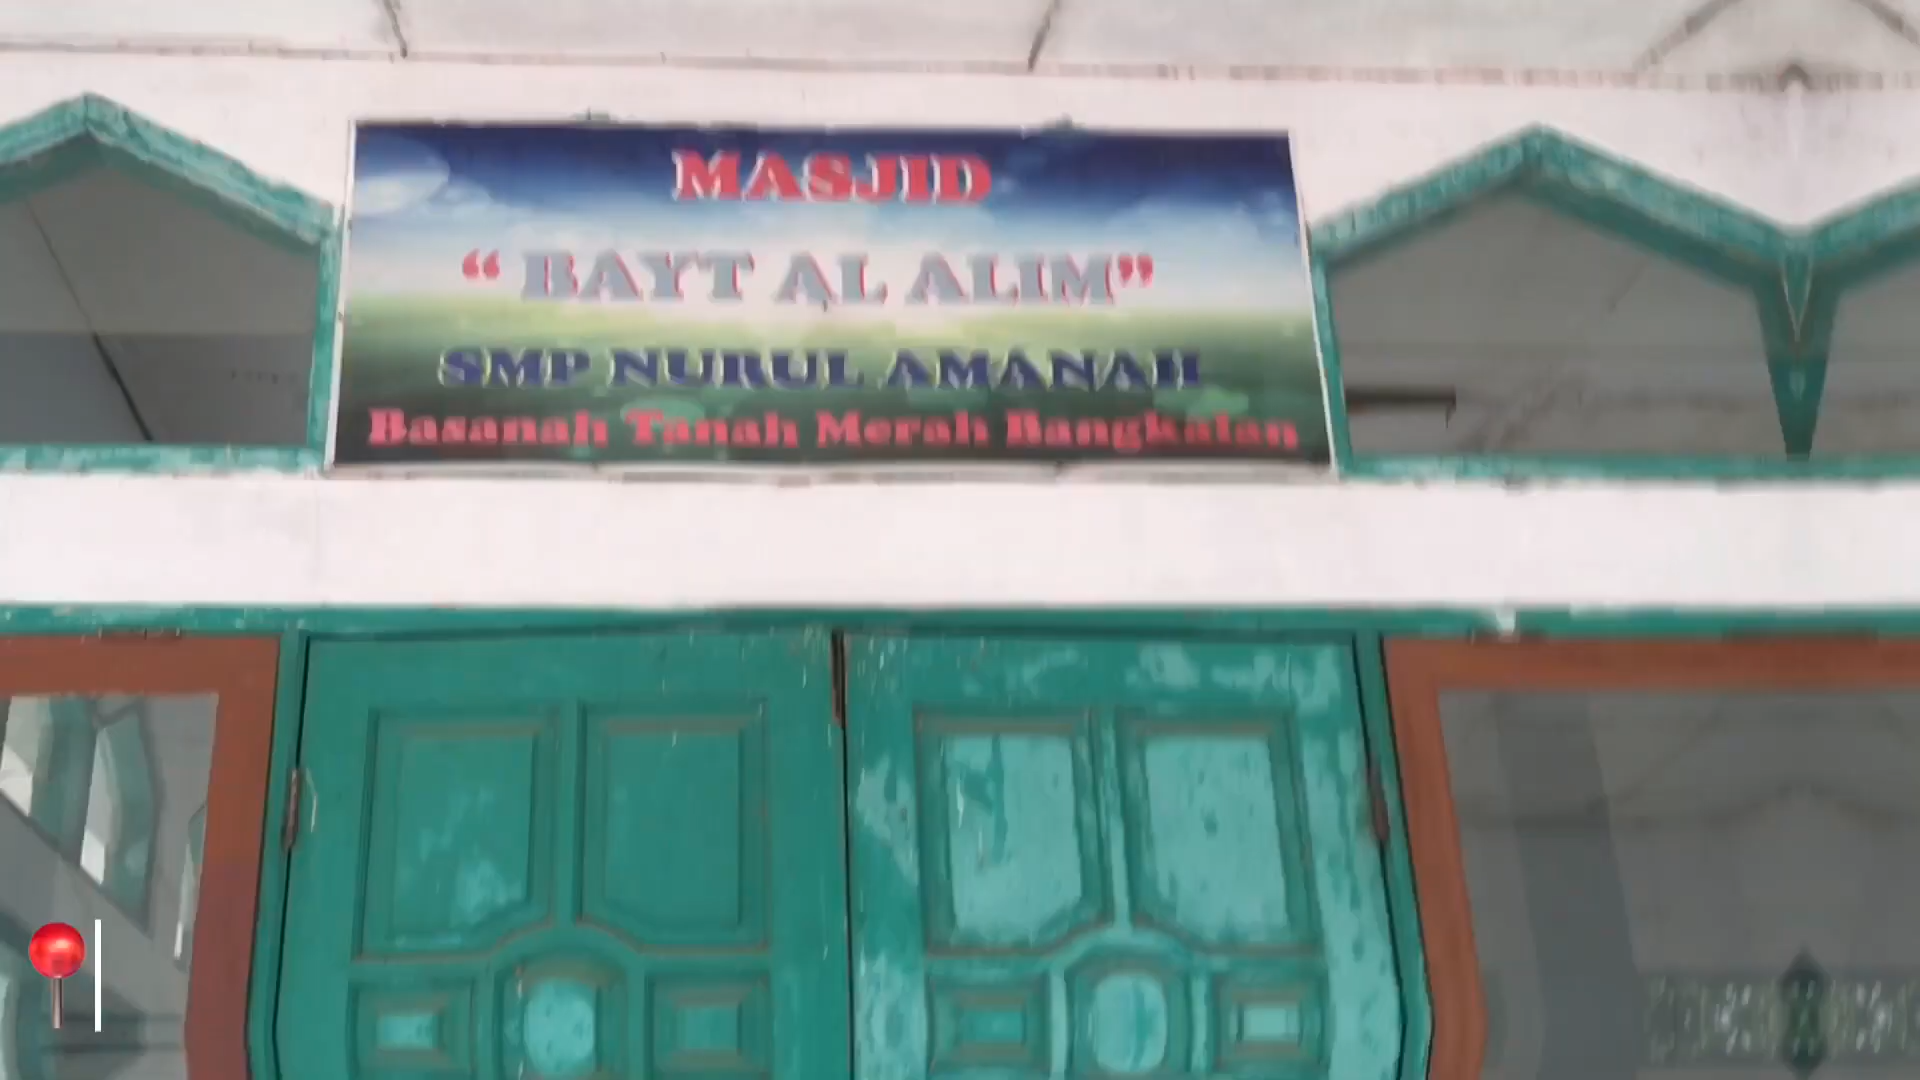 MASJID
“ BAYT AL ALIM”
SMP NURUL AMANAH
Basanah Tanah Merah Bangkalan